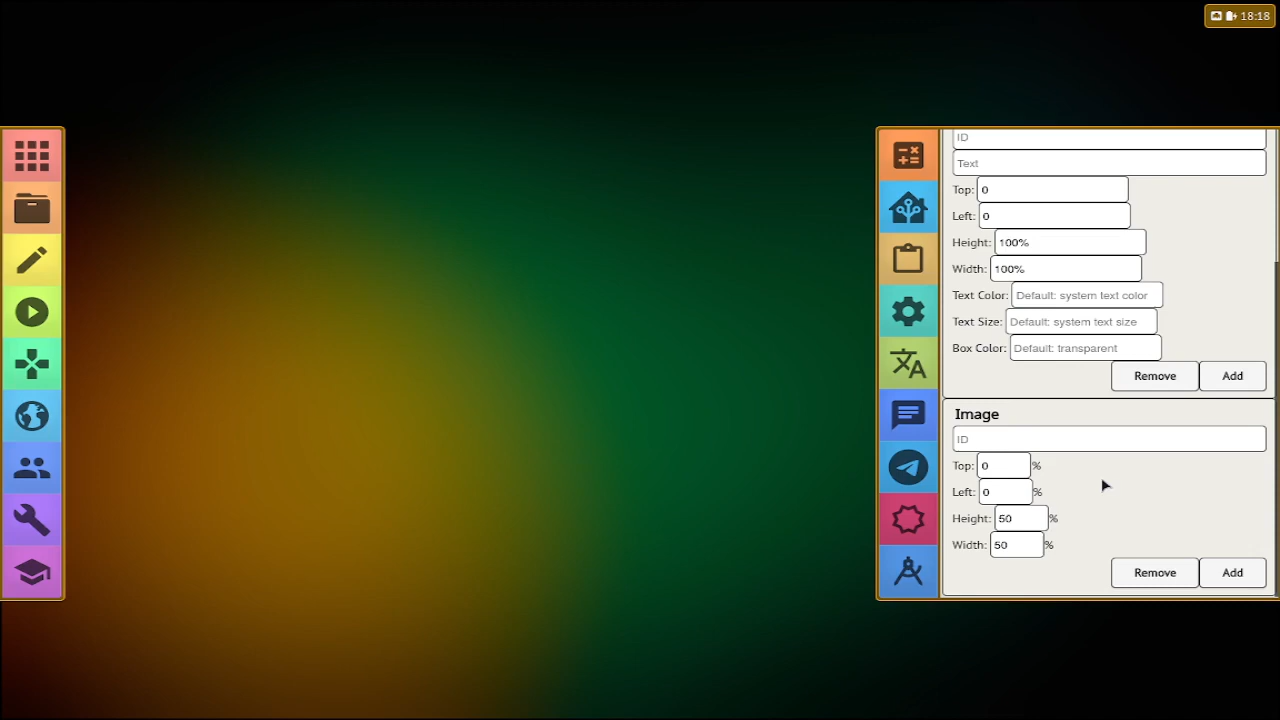 18:18
ID
Text
Top: 0
Left: 0
Height: 100%
Width: 100%
Text Color: Default: system text color
Text Size: Default: system text size
Box Color: Default: transparent
Remove Add
Image
ID
Top: 0 %
Left: 0 %
Height: 50 %
Width: 50 %
Remove Add